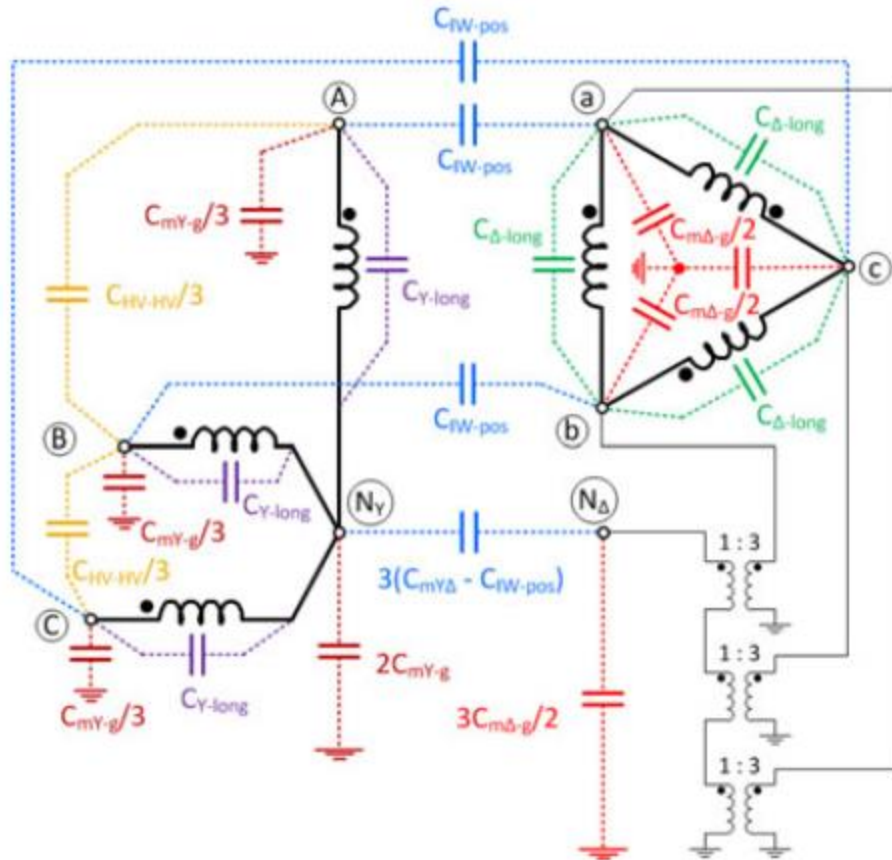 C_IW-pos
A
a
C_IW-pos
C_Δ-long
C_mY-g/3
C_Δ-long
C_mΔ-g/2
c
C_HV-HV/3
C_Y-long
C_mΔ-g/2
B
C_IW-pos
b
C_Δ-long
C_Y-long
N_Y
N_Δ
C_mY-g/3
1 : 3
C_HV-HV/3
3(C_mYΔ - C_IW-pos)
C
1 : 3
2C_mY-g
C_Y-long
C_mY-g/3
3C_mΔ-g/2
1 : 3